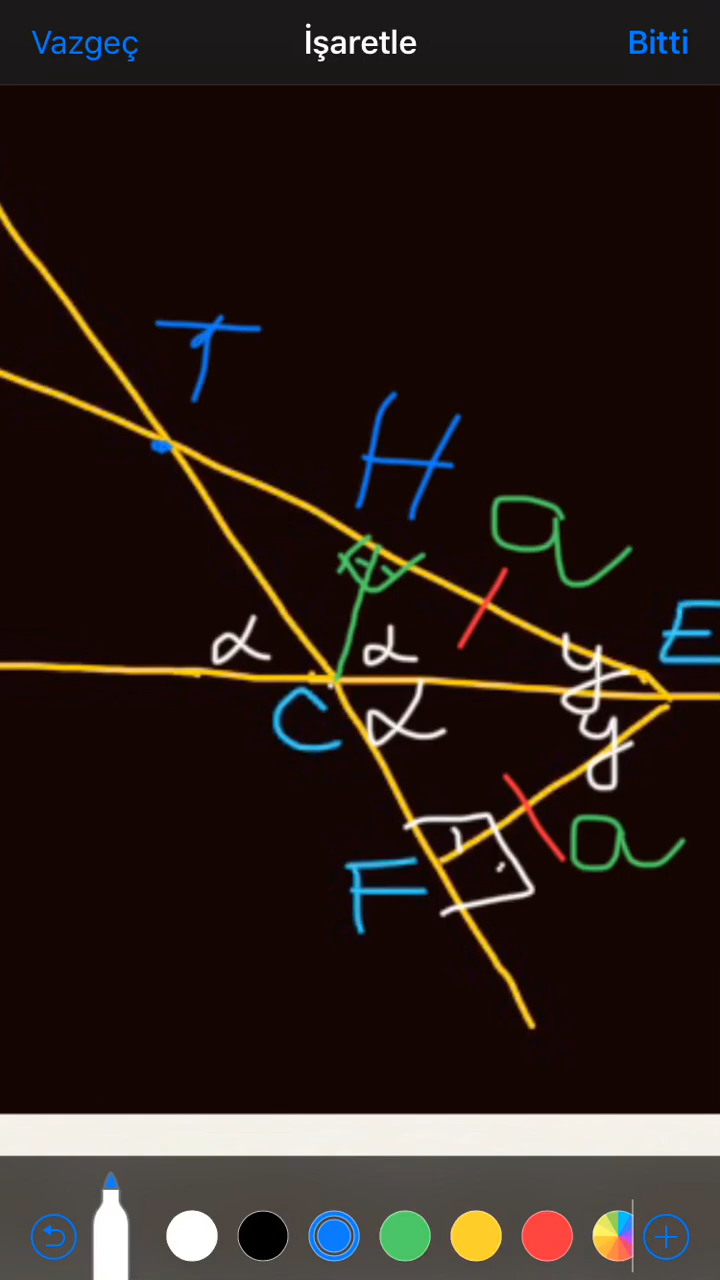 Vazgeç İşaretle Bitti
T
H
a
α α y E
C α y
F a